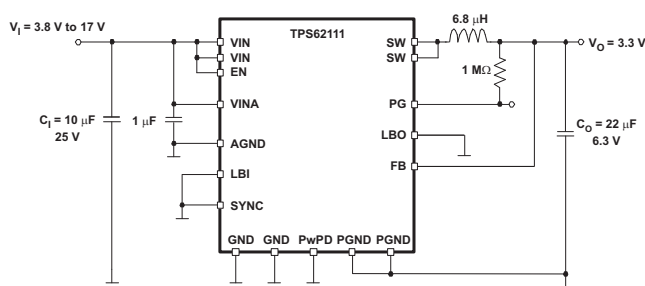 TPS62111
V_I = 3.8 V to 17 V
6.8 μH
V_O = 3.3 V
VIN
VIN
EN
VINA
AGND
LBI
SYNC
SW
SW
PG
LBO
FB
1 MΩ
C_I = 10 μF
25 V
1 μF
C_O = 22 μF
6.3 V
GND GND PwPD PGND PGND